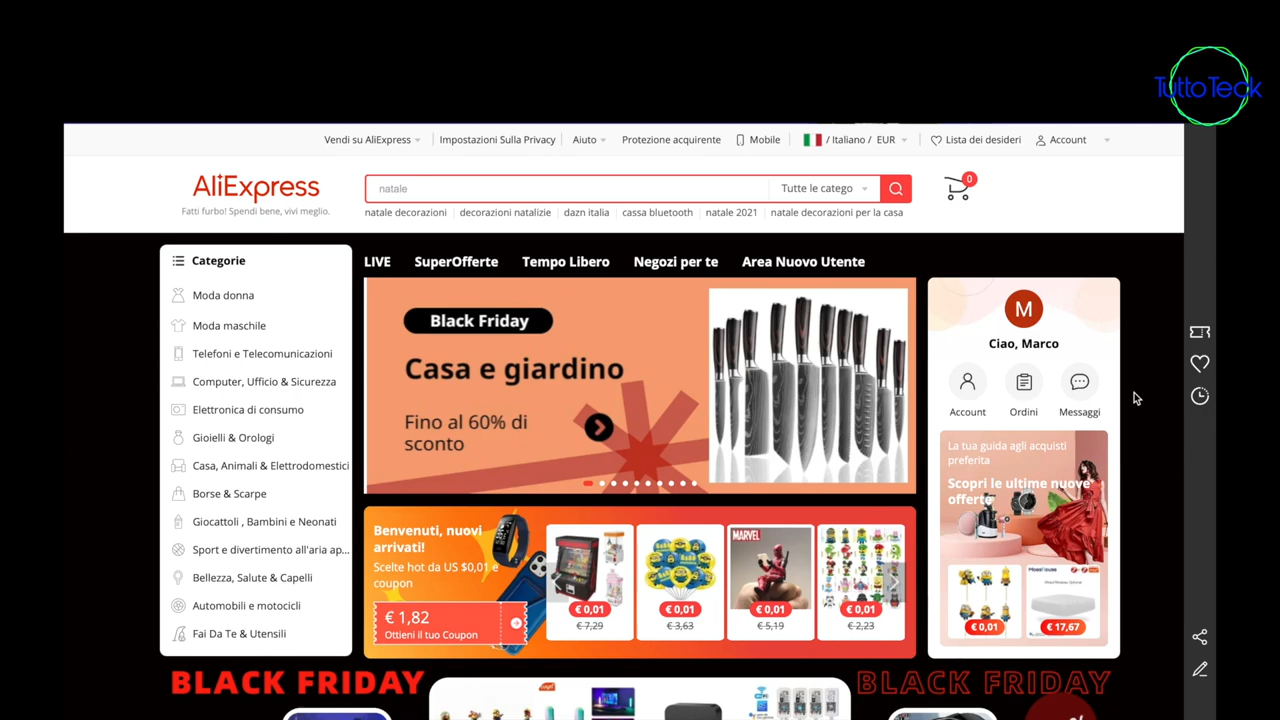 TuttoTeck
Vendi su AliExpress
Impostazioni Sulla Privacy
Aiuto
Protezione acquirente
Mobile
/ Italiano / EUR
Lista dei desideri
Account
AliExpress
Fatti furbo! Spendi bene, vivi meglio.
natale
Tutte le catego
0
natale decorazioni
decorazioni natalizie
dazn italia
cassa bluetooth
natale 2021
natale decorazioni per la casa
Categorie
Moda donna
Moda maschile
Telefoni e Telecomunicazioni
Computer, Ufficio & Sicurezza
Elettronica di consumo
Gioielli & Orologi
Casa, Animali & Elettrodomestici
Borse & Scarpe
Giocattoli , Bambini e Neonati
Sport e divertimento all'aria ap...
Bellezza, Salute & Capelli
Automobili e motocicli
Fai Da Te & Utensili
LIVE
SuperOfferte
Tempo Libero
Negozi per te
Area Nuovo Utente
Black Friday
Casa e giardino
Fino al 60% di
sconto
M
Ciao, Marco
Account
Ordini
Messaggi
La tua guida agli acquisti
preferita
Scopri le ultime nuove
offerte
€ 0,01
€ 17,67
Benvenuti, nuovi
arrivati!
Scelte hot da US $0,01 e
coupon
€ 1,82
Ottieni il tuo Coupon
€ 0,01
€ 7,29
€ 0,01
€ 3,63
MARVEL
€ 0,01
€ 5,19
€ 0,01
€ 2,23
BLACK FRIDAY
BLACK FRIDAY